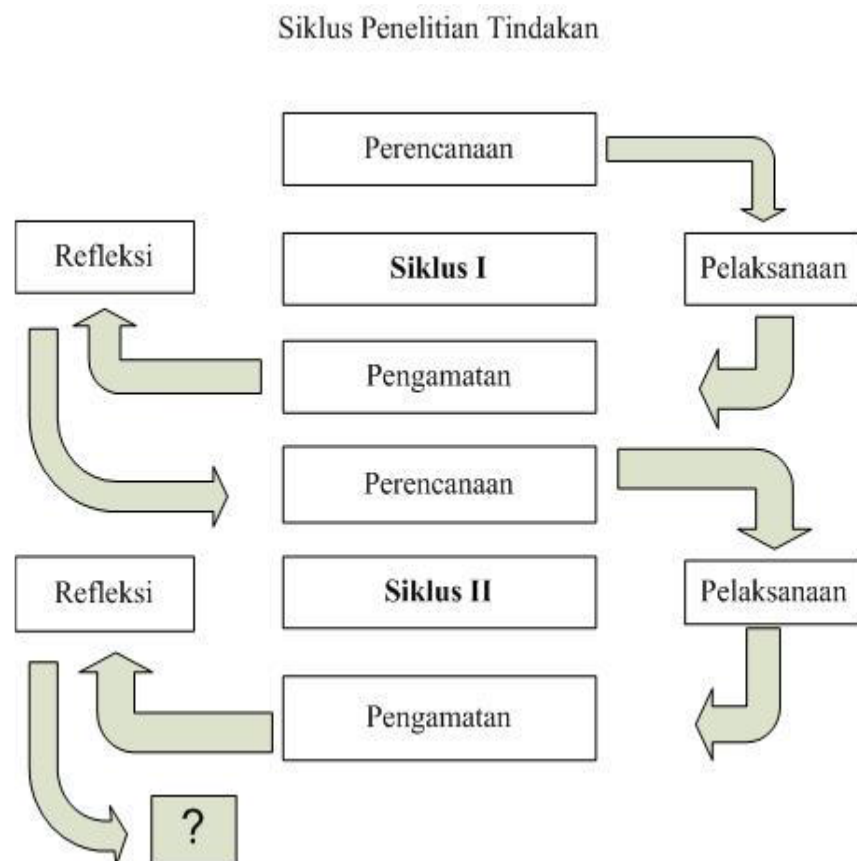 Siklus Penelitian Tindakan
Perencanaan
Refleksi
Siklus I
Pelaksanaan
Pengamatan
Perencanaan
Refleksi
Siklus II
Pelaksanaan
Pengamatan
?